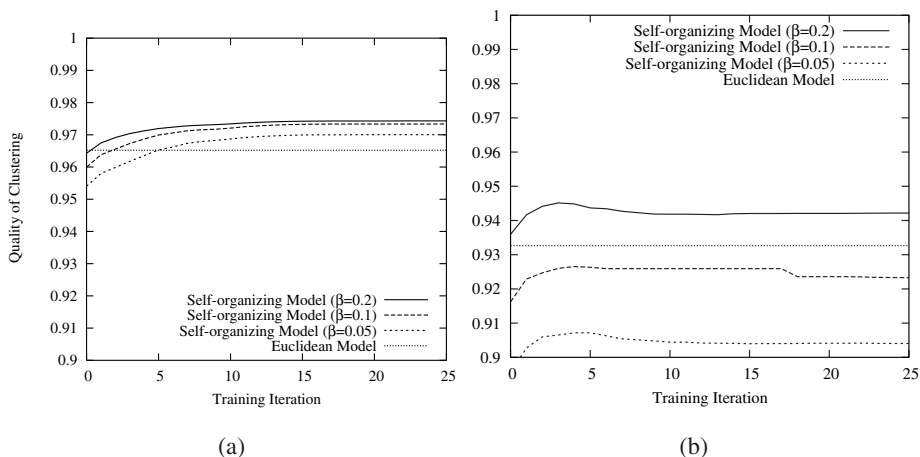 1
0.99
0.98
0.97
0.96
0.95
0.94
0.93
0.92
0.91
0.9
Quality of Clustering
Self-organizing Model (β=0.2)
Self-organizing Model (β=0.1)
Self-organizing Model (β=0.05)
Euclidean Model
0 5 10 15 20 25
Training Iteration
(a)
1
0.99
0.98
0.97
0.96
0.95
0.94
0.93
0.92
0.91
0.9
Self-organizing Model (β=0.2)
Self-organizing Model (β=0.1)
Self-organizing Model (β=0.05)
Euclidean Model
0 5 10 15 20 25
Training Iteration
(b)